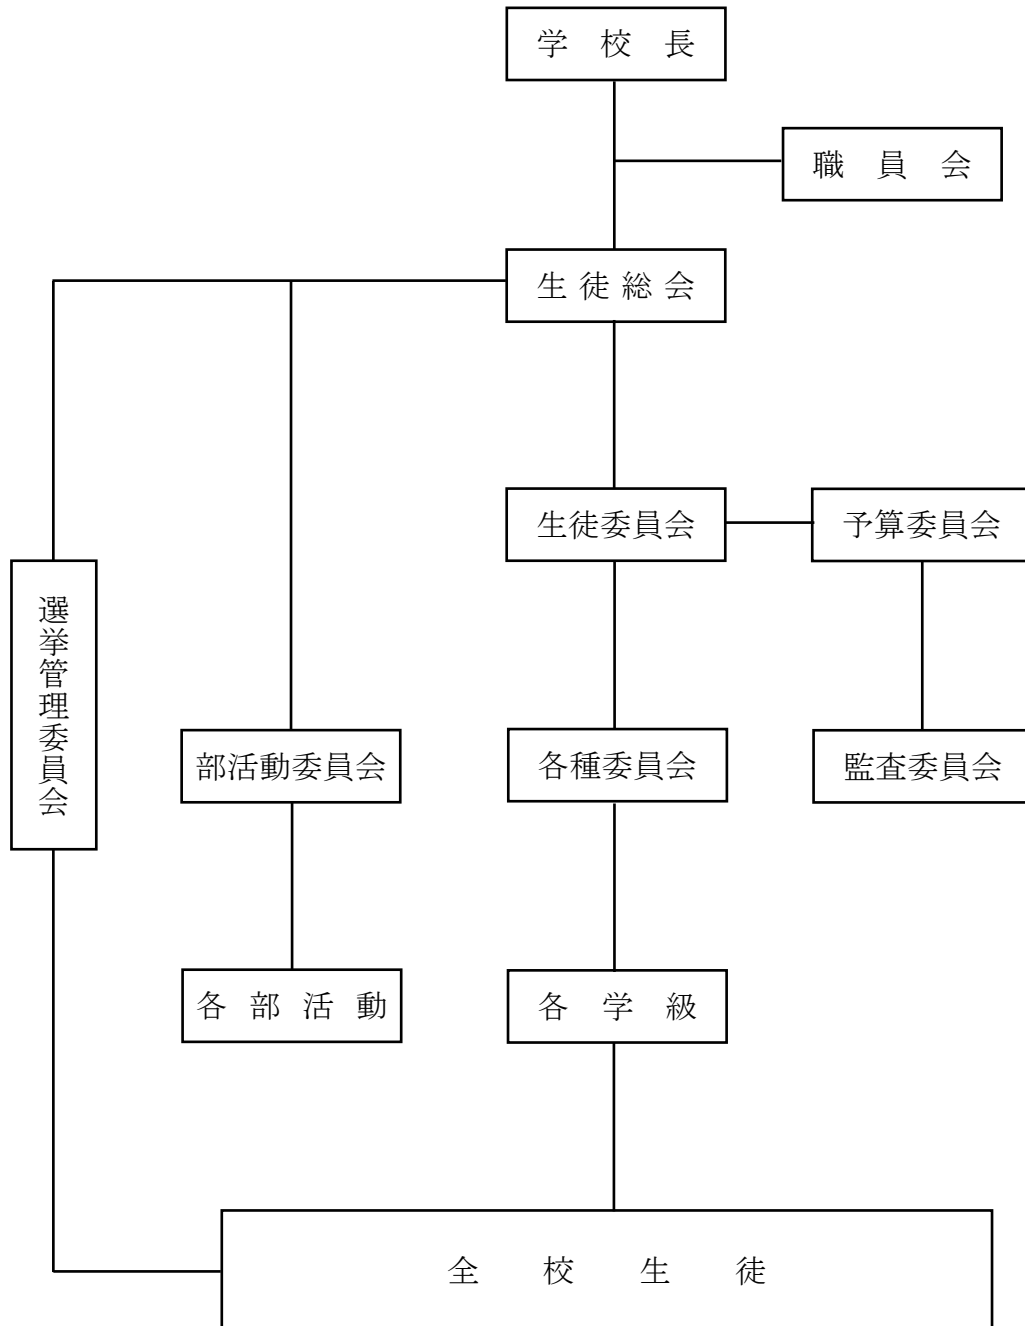 学校長
職員会
生徒総会
生徒委員会
予算委員会
選挙管理委員会
部活動委員会
各種委員会
監査委員会
各部活動
各学級
全校生徒